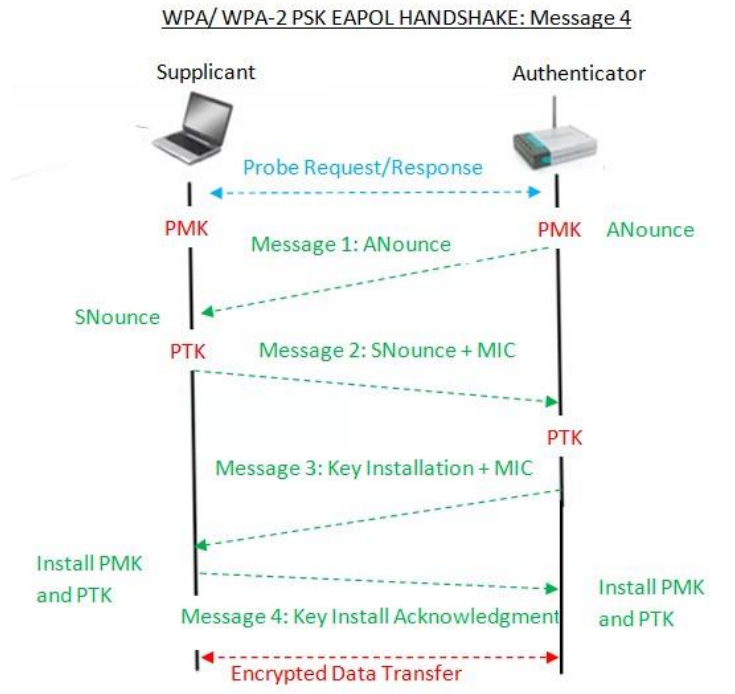 WPA/ WPA-2 PSK EAPOL HANDSHAKE: Message 4
Supplicant
Authenticator
Probe Request/Response
PMK
PMK
ANounce
Message 1: ANounce
SNounce
PTK
Message 2: SNounce + MIC
PTK
Message 3: Key Installation + MIC
Install PMK
and PTK
Install PMK
and PTK
Message 4: Key Install Acknowledgment
Encrypted Data Transfer